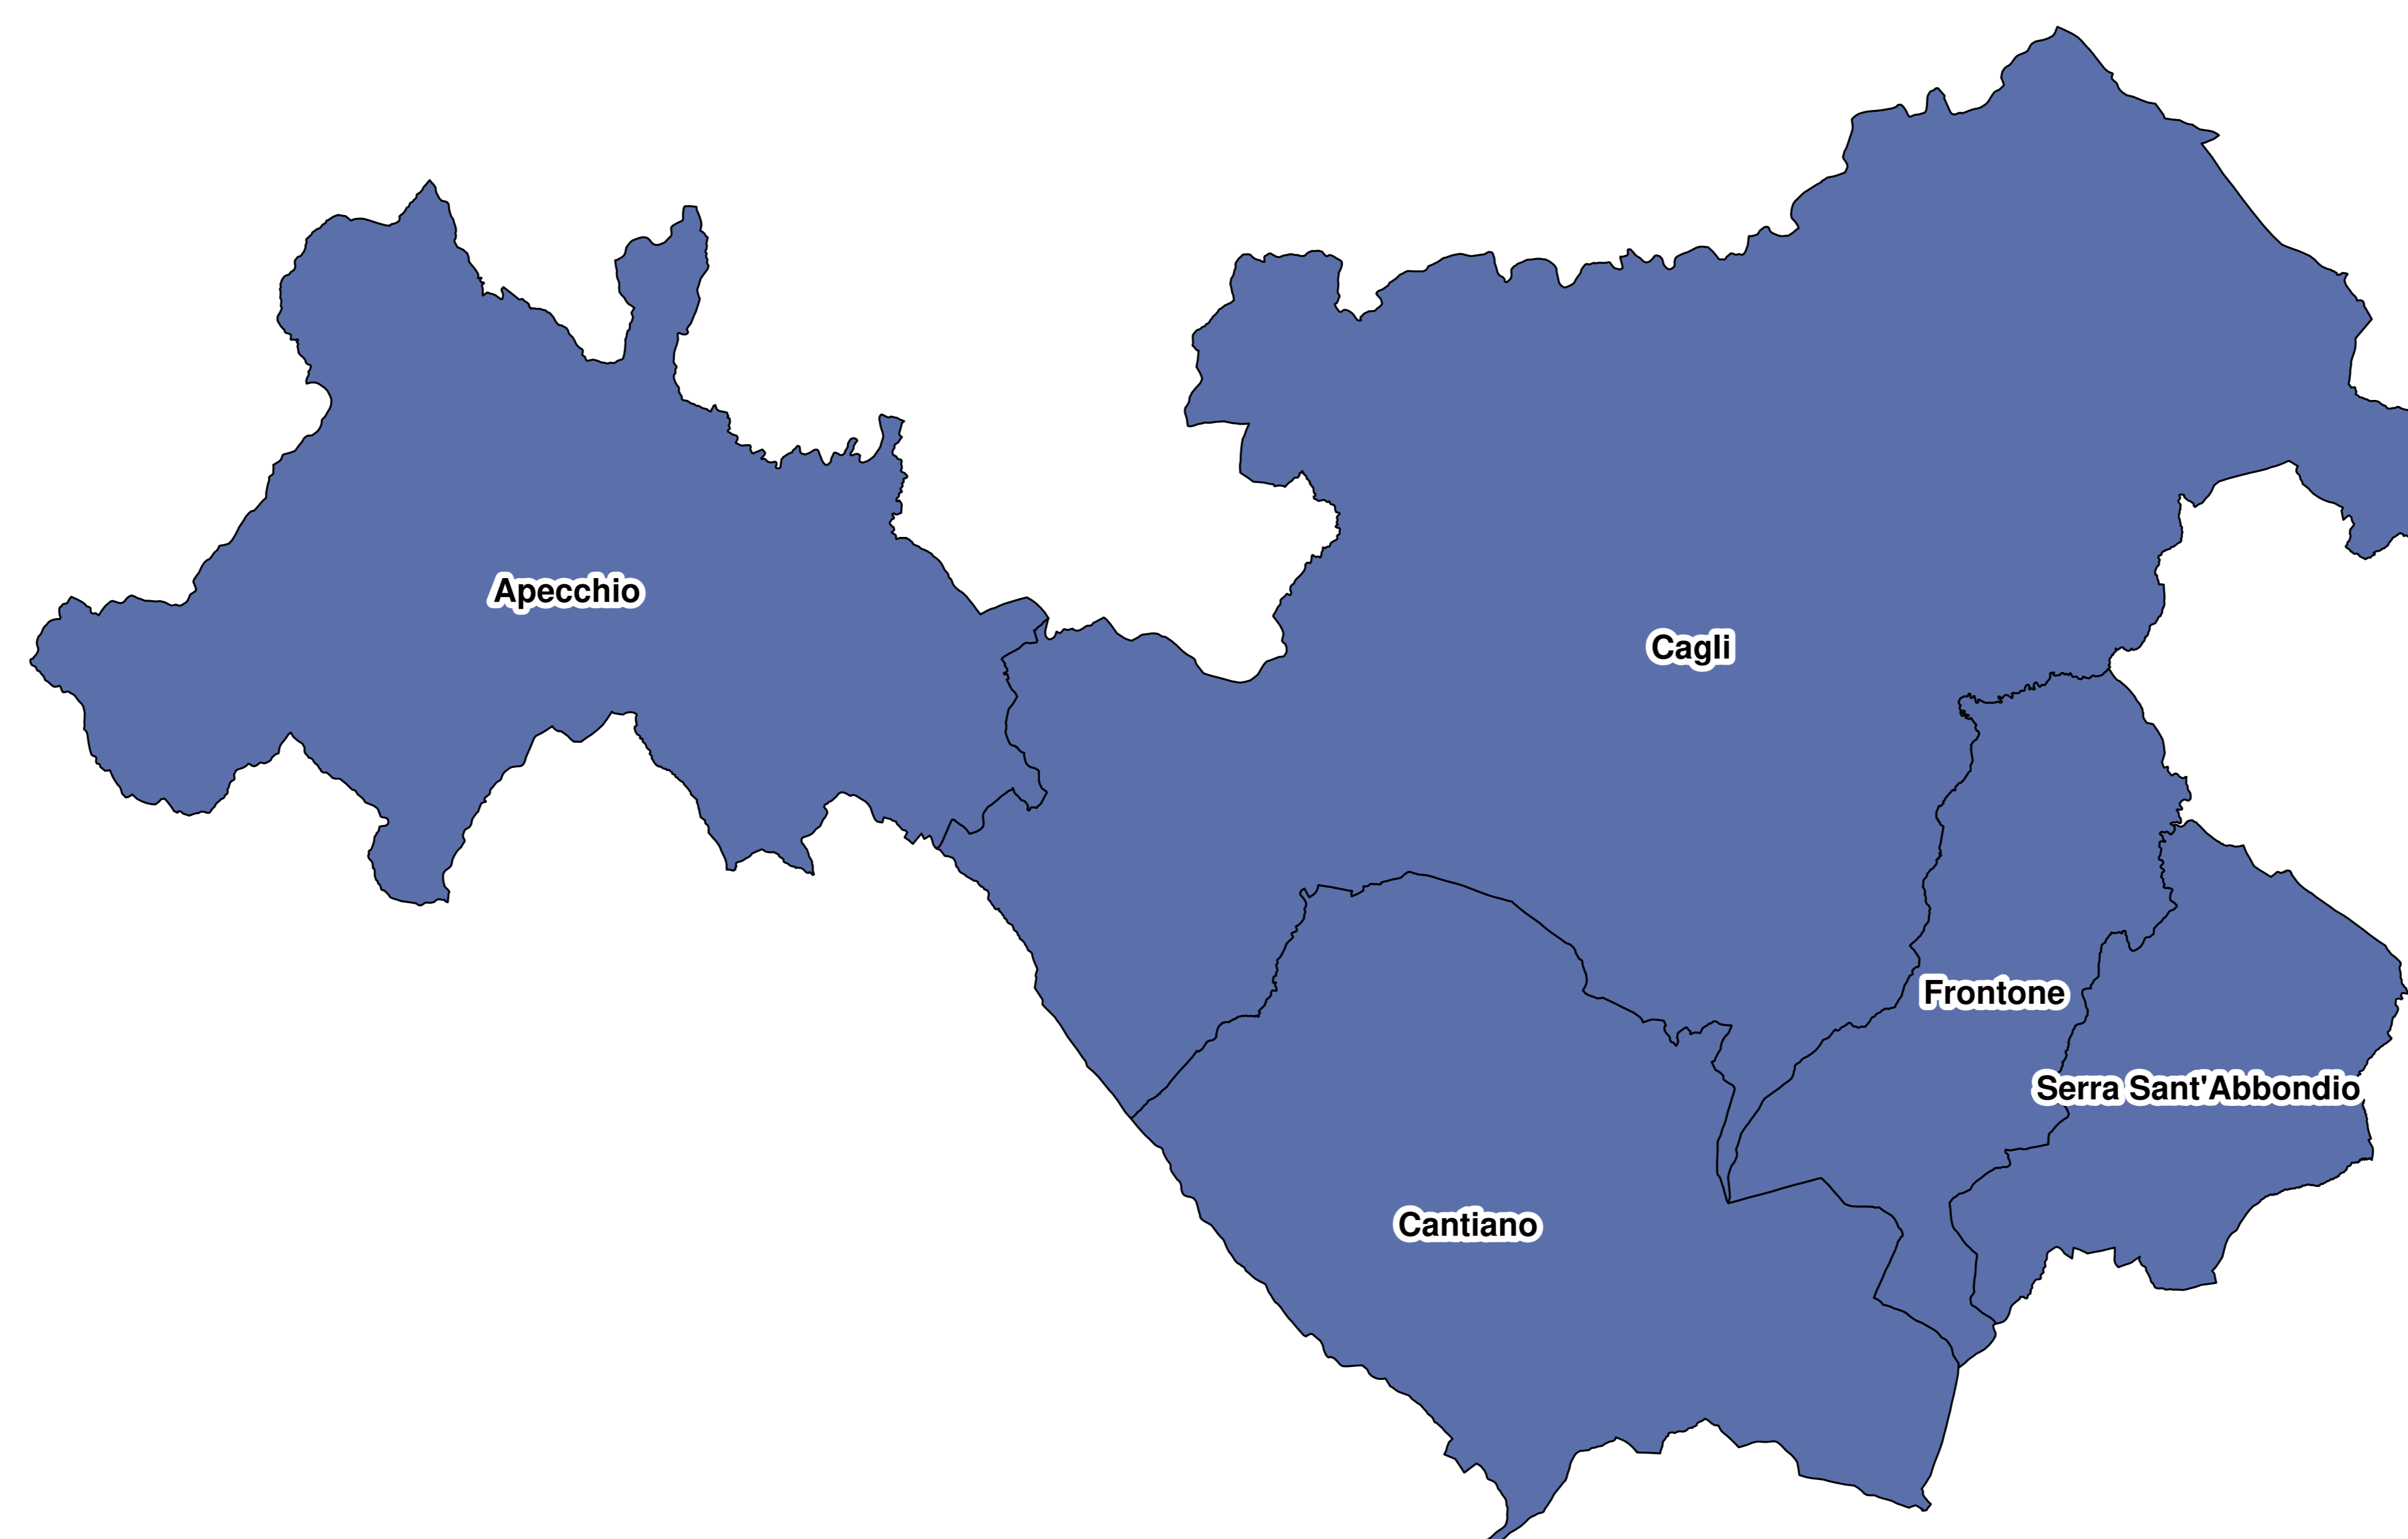 Apecchio
Cagli
Frontone
Serra Sant'Abbondio
Cantiano